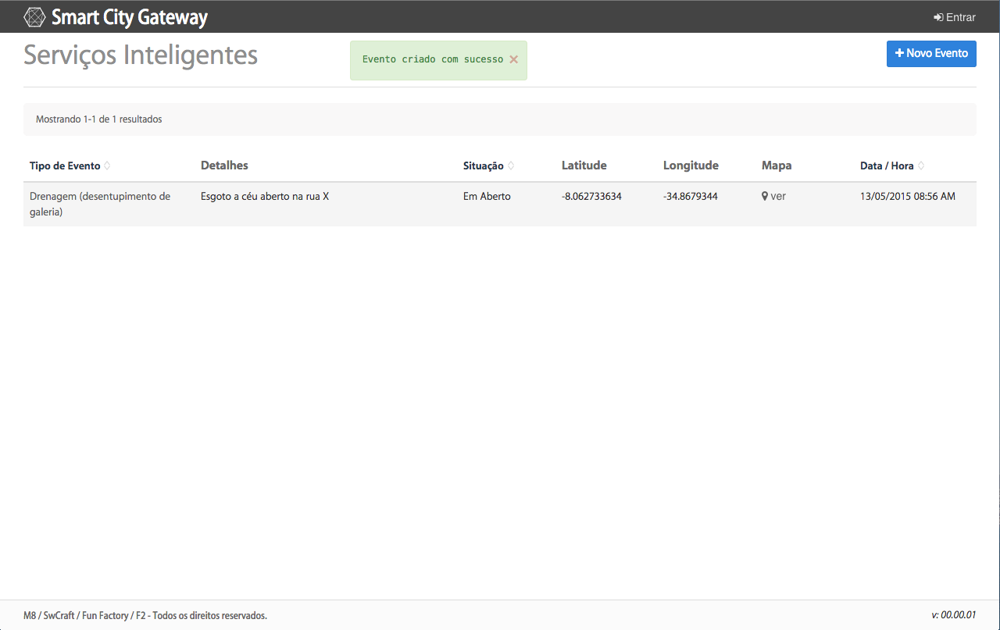 Smart City Gateway
Entrar
Serviços Inteligentes
Evento criado com sucesso
Novo Evento
Mostrando 1-1 de 1 resultados
Tipo de Evento Detalhes Situação Latitude Longitude Mapa Data / Hora
Drenagem (desentupimento de Esgoto a céu aberto na rua X Em Aberto -8.062733634 -34.8679344 ver 13/05/2015 08:56 AM
galeria)
M8 / SwCraft / Fun Factory / F2 - Todos os direitos reservados.
v: 00.00.01